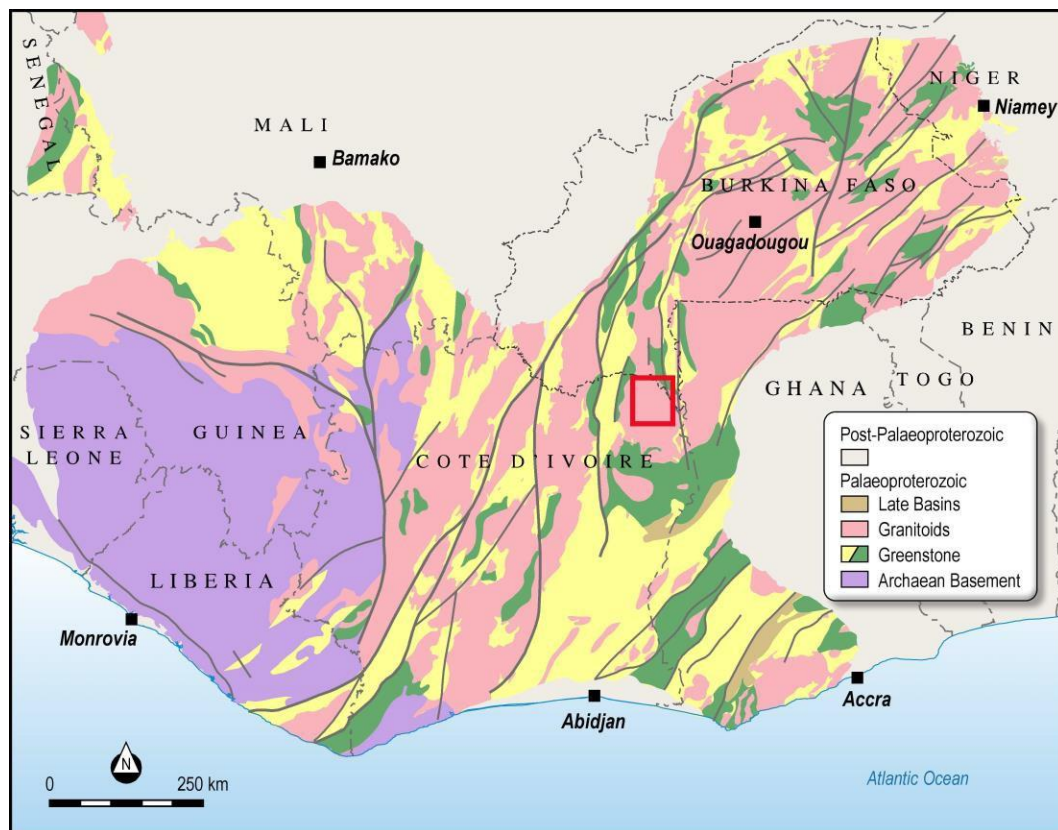 SENEGAL
MALI
Bamako
NIGER
Niamey
BURKINA FASO
Ouagadougou
BENIN
GHANA
TOGO
SIERRA
LEONE
GUINEA
COTE D'IVOIRE
LIBERIA
Monrovia
Abidjan
Accra
Post-Palaeoproterozoic
Palaeoproterozoic
Late Basins
Granitoids
Greenstone
Archaean Basement
N
0 250 km
Atlantic Ocean